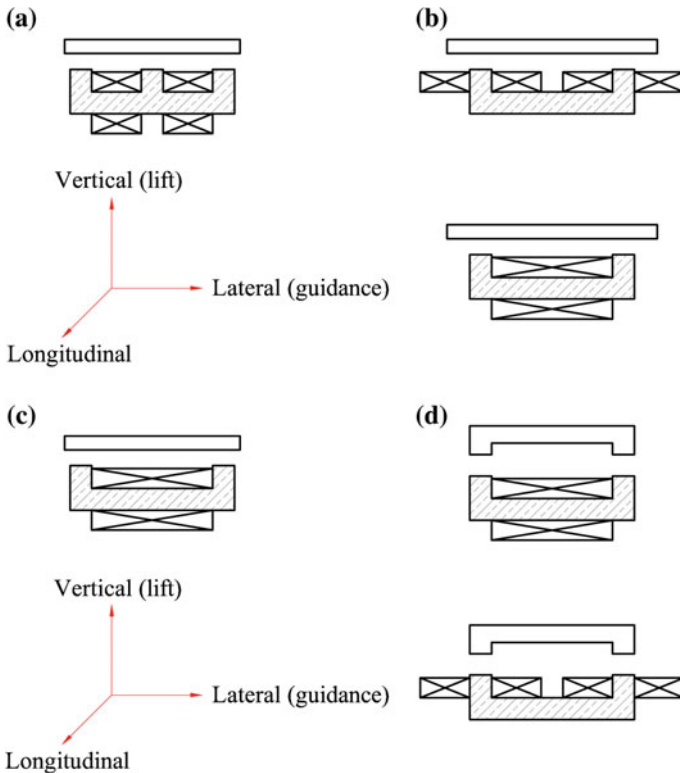 (a)
(b)
Vertical (lift)
Lateral (guidance)
Longitudinal
(c)
(d)
Vertical (lift)
Lateral (guidance)
Longitudinal